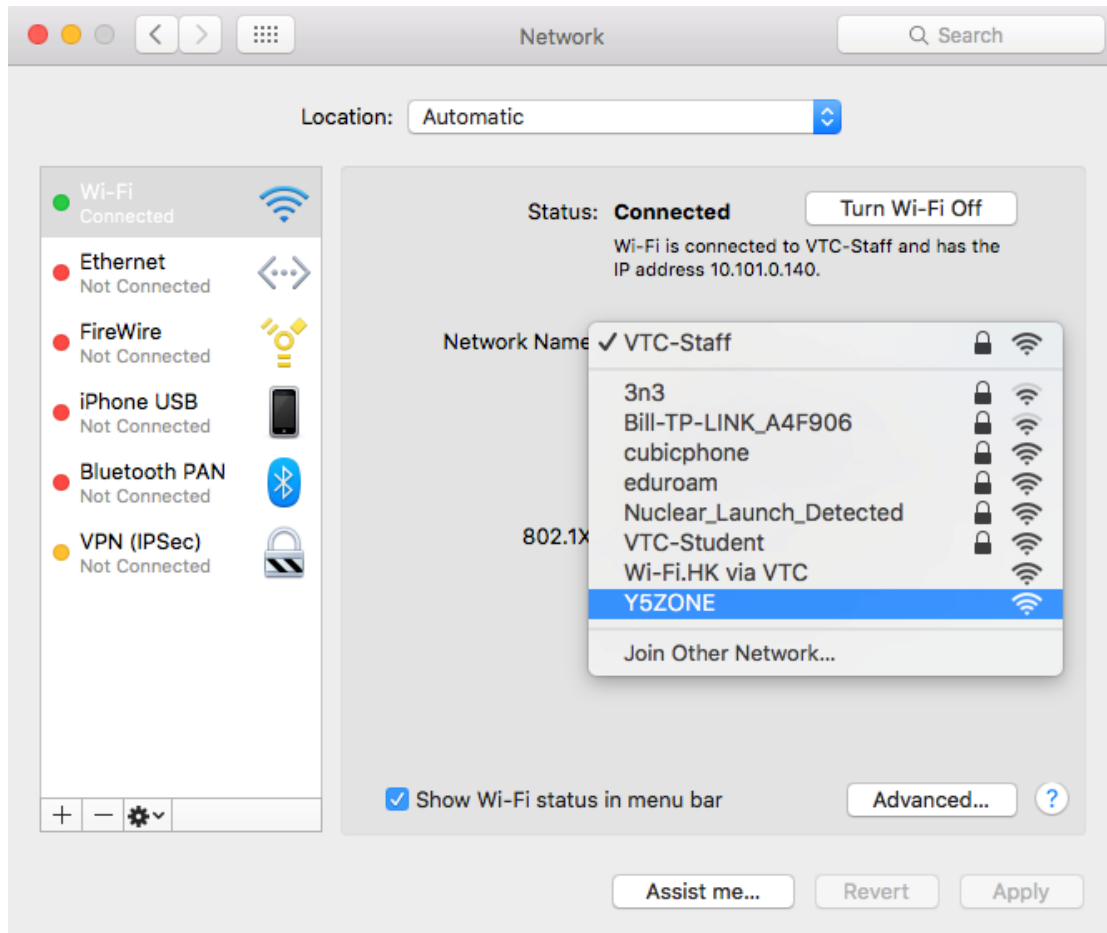 Network
Search
Location: Automatic
Wi-Fi
Connected
Ethernet
Not Connected
FireWire
Not Connected
iPhone USB
Not Connected
Bluetooth PAN
Not Connected
VPN (IPSec)
Not Connected
Status: Connected
Turn Wi-Fi Off
Wi-Fi is connected to VTC-Staff and has the
IP address 10.101.0.140.
Network Name
VTC-Staff
3n3
Bill-TP-LINK_A4F906
cubicphone
eduroam
Nuclear_Launch_Detected
VTC-Student
Wi-Fi.HK via VTC
Y5ZONE
Join Other Network...
802.1X
Show Wi-Fi status in menu bar
Advanced...
?
Assist me...
Revert
Apply